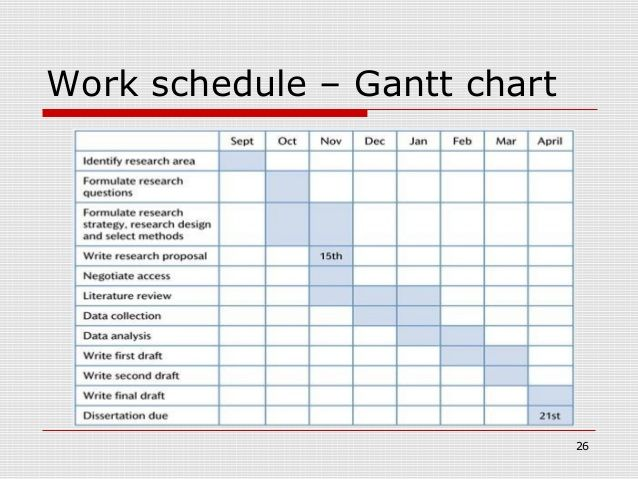 Work schedule – Gantt chart
Sept Oct Nov Dec Jan Feb Mar April
Identify research area
Formulate research
questions
Formulate research
strategy, research design
and select methods
Write research proposal 15th
Negotiate access
Literature review
Data collection
Data analysis
Write first draft
Write second draft
Write final draft
Dissertation due 21st
26